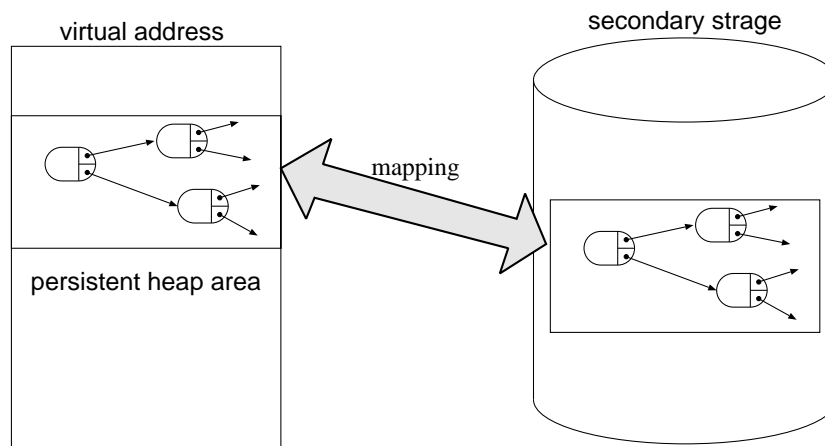 virtual address
secondary strage
mapping
persistent heap area